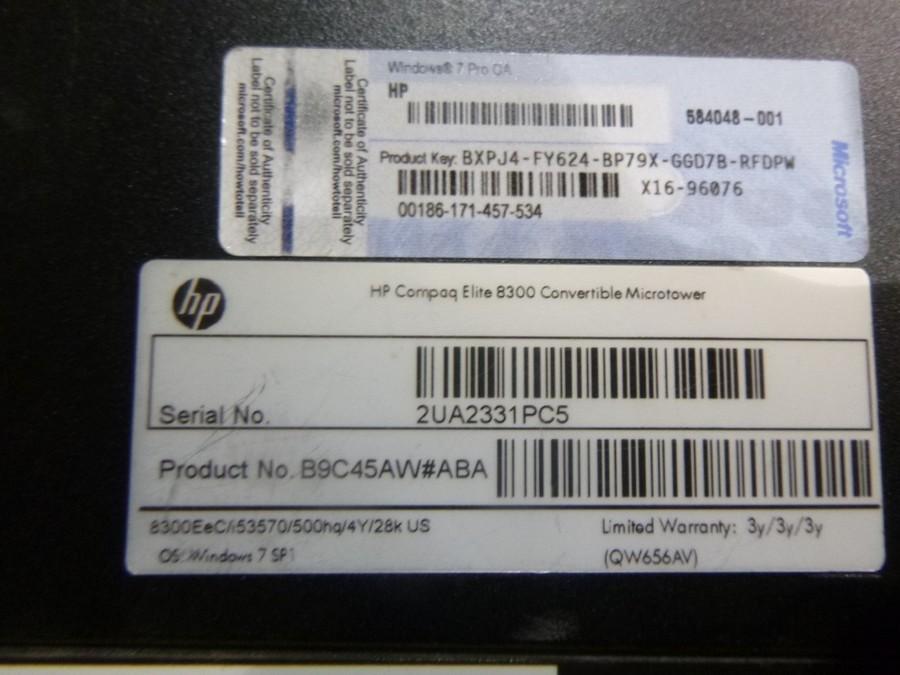 Certificate of Authenticity
Label not to be sold separately
microsoft.com/howtotell
Certificate of Authenticity
Label not to be sold separately
microsoft.com/howtotell
Windows® 7 Pro OA
HP
584048-001
Product Key: BXPJ4-FY624-BP79X-GGD7B-RFDPW
X16-96076
00186-171-457-534
Microsoft
hp
HP Compaq Elite 8300 Convertible Microtower
Serial No. 2UA2331PC5
Product No. B9C45AW#ABA
8300EeC/i53570/500hq/4Y/28k US
Limited Warranty: 3y/3y/3y
OS: Windows 7 SP1
(QW656AV)